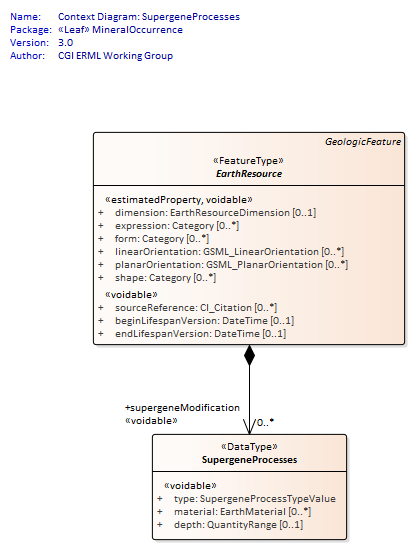 Name: Context Diagram: SupergeneProcesses
Package: «Leaf» MineralOccurrence
Version: 3.0
Author: CGI ERML Working Group
GeologicFeature
«FeatureType»
EarthResource
«estimatedProperty, voidable»
+ dimension: EarthResourceDimension [0..1]
+ expression: Category [0..*]
+ form: Category [0..*]
+ linearOrientation: GSML_LinearOrientation [0..*]
+ planarOrientation: GSML_PlanarOrientation [0..*]
+ shape: Category [0..*]
«voidable»
+ sourceReference: CI_Citation [0..*]
+ beginLifespanVersion: DateTime [0..1]
+ endLifespanVersion: DateTime [0..1]
+supergeneModification
«voidable» 0..*
«DataType»
SupergeneProcesses
«voidable»
+ type: SupergeneProcessTypeValue
+ material: EarthMaterial [0..*]
+ depth: QuantityRange [0..1]